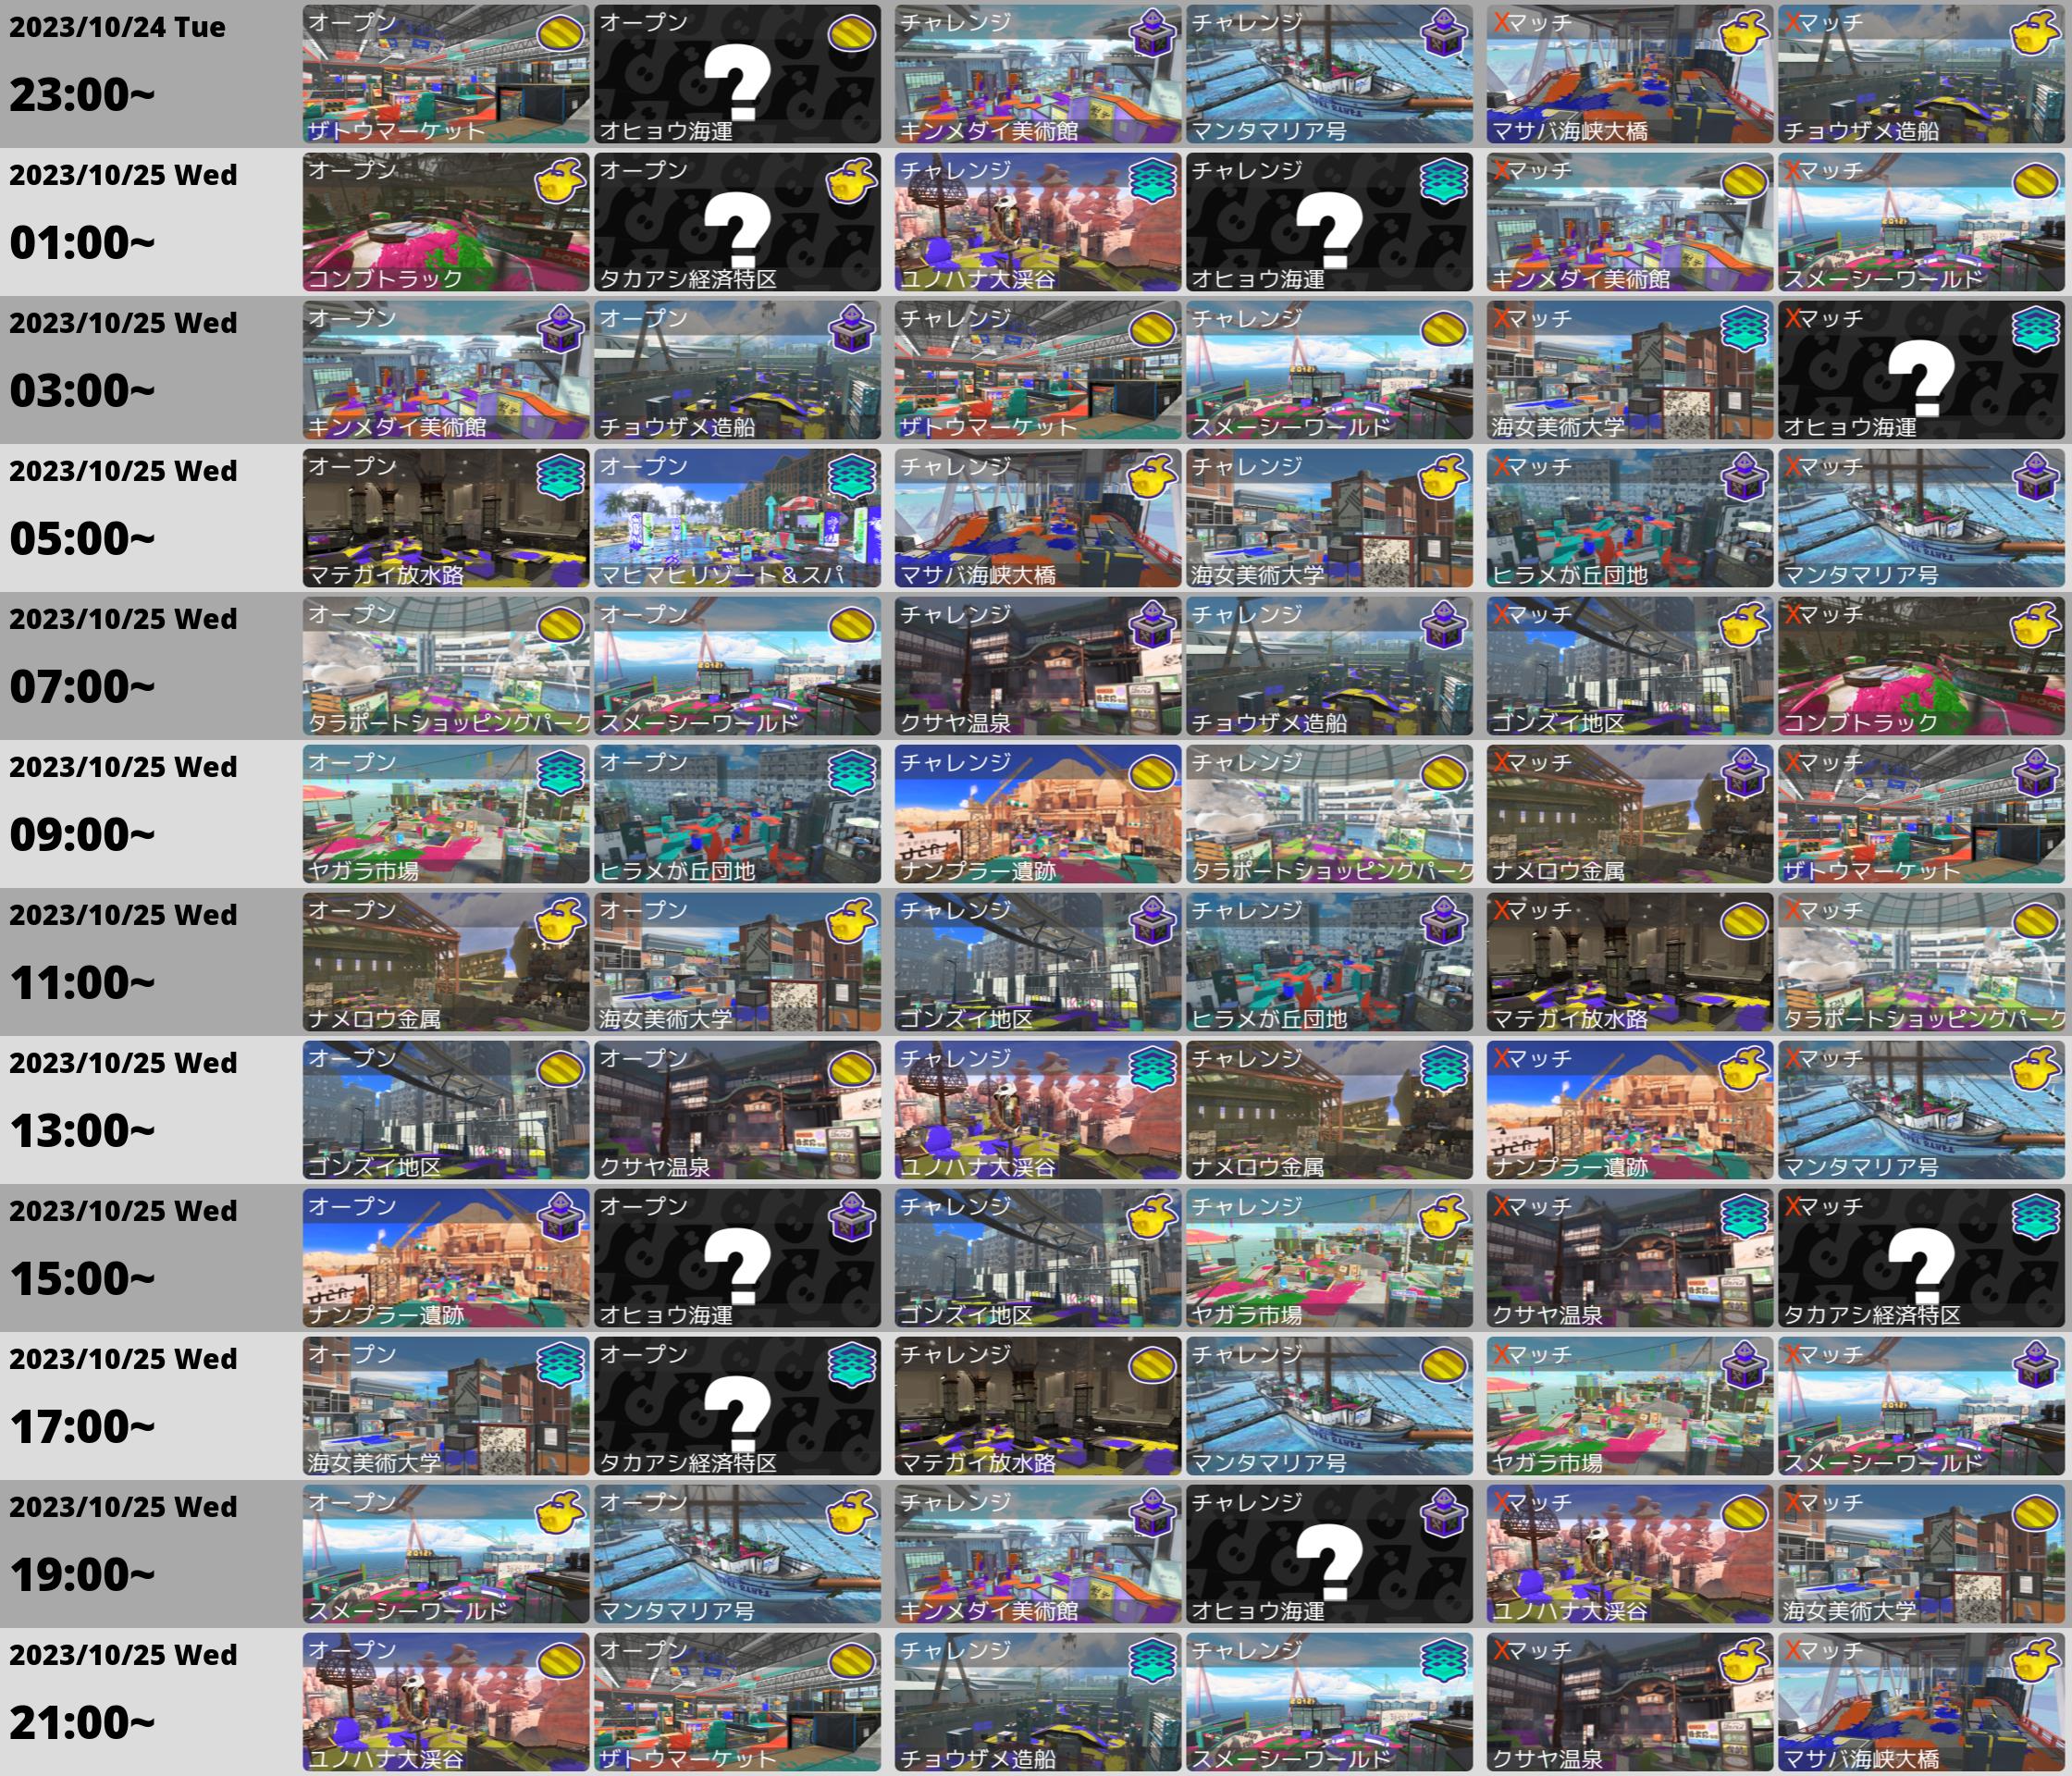 2023/10/24 Tue
23:00~
オープン オープン チャレンジ チャレンジ Xマッチ Xマッチ
ザトウマーケット オヒョウ海運 キンメダイ美術館 マンタマリア号 マサバ海峡大橋 チョウザメ造船
2023/10/25 Wed
01:00~
オープン オープン チャレンジ チャレンジ Xマッチ Xマッチ
コンブトラック タカアシ経済特区 ユノハナ大渓谷 オヒョウ海運 キンメダイ美術館 スメーシーワールド
2023/10/25 Wed
03:00~
オープン オープン チャレンジ チャレンジ Xマッチ Xマッチ
キンメダイ美術館 チョウザメ造船 ザトウマーケット スメーシーワールド 海女美術大学 オヒョウ海運
2023/10/25 Wed
05:00~
オープン オープン チャレンジ チャレンジ Xマッチ Xマッチ
マテガイ放水路 マヒマヒリゾート&スパ マサバ海峡大橋 海女美術大学 ヒラメが丘団地 マンタマリア号
2023/10/25 Wed
07:00~
オープン オープン チャレンジ チャレンジ Xマッチ Xマッチ
タラポートショッピングパーク スメーシーワールド クサヤ温泉 チョウザメ造船 ゴンズイ地区 コンブトラック
2023/10/25 Wed
09:00~
オープン オープン チャレンジ チャレンジ Xマッチ Xマッチ
ヤガラ市場 ヒラメが丘団地 ナンプラー遺跡 タラポートショッピングパーク ナメロウ金属 ザトウマーケット
2023/10/25 Wed
11:00~
オープン オープン チャレンジ チャレンジ Xマッチ Xマッチ
ナメロウ金属 海女美術大学 ゴンズイ地区 ヒラメが丘団地 マテガイ放水路 タラポートショッピングパーク
2023/10/25 Wed
13:00~
オープン オープン チャレンジ チャレンジ Xマッチ Xマッチ
ゴンズイ地区 クサヤ温泉 ユノハナ大渓谷 ナメロウ金属 ナンプラー遺跡 マンタマリア号
2023/10/25 Wed
15:00~
オープン オープン チャレンジ チャレンジ Xマッチ Xマッチ
ナンプラー遺跡 オヒョウ海運 ゴンズイ地区 ヤガラ市場 クサヤ温泉 タカアシ経済特区
2023/10/25 Wed
17:00~
オープン オープン チャレンジ チャレンジ Xマッチ Xマッチ
海女美術大学 タカアシ経済特区 マテガイ放水路 マンタマリア号 ヤガラ市場 スメーシーワールド
2023/10/25 Wed
19:00~
オープン オープン チャレンジ チャレンジ Xマッチ Xマッチ
スメーシーワールド マンタマリア号 キンメダイ美術館 オヒョウ海運 ユノハナ大渓谷 海女美術大学
2023/10/25 Wed
21:00~
オープン オープン チャレンジ チャレンジ Xマッチ Xマッチ
ユノハナ大渓谷 ザトウマーケット チョウザメ造船 スメーシーワールド クサヤ温泉 マサバ海峡大橋